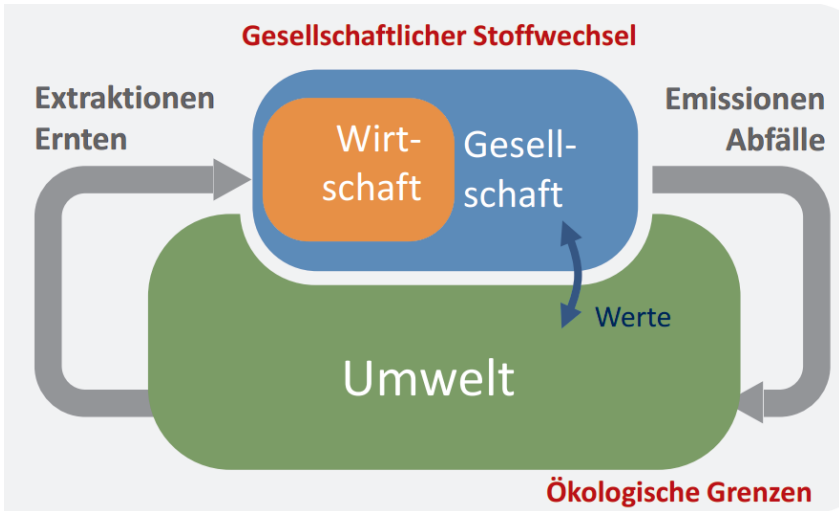 Gesellschaftlicher Stoffwechsel
Extraktionen
Ernten
Wirt-
schaft
Gesell-
schaft
Emissionen
Abfälle
Werte
Umwelt
Ökologische Grenzen